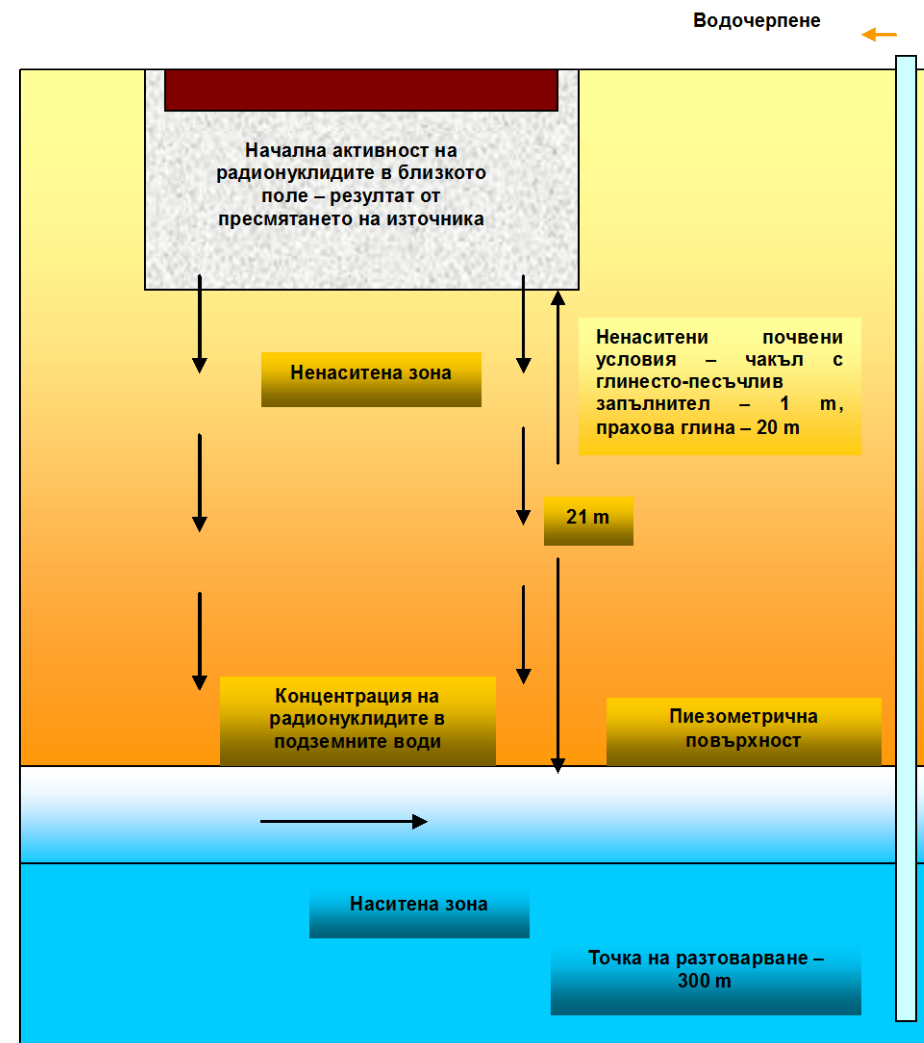 Водочерпене
Начална активност на
радионуклидите в близкото
поле – резултат от
пресмятането на източника
Ненаситени почвени
условия – чакъл с
глинесто-песъчлив
запълнител – 1 m,
прахова глина – 20 m
Ненаситена зона
21 m
Концентрация на
радионуклидите в
подземните води
Пиезометрична
повърхност
Наситена зона
Точка на разтоварване –
300 m